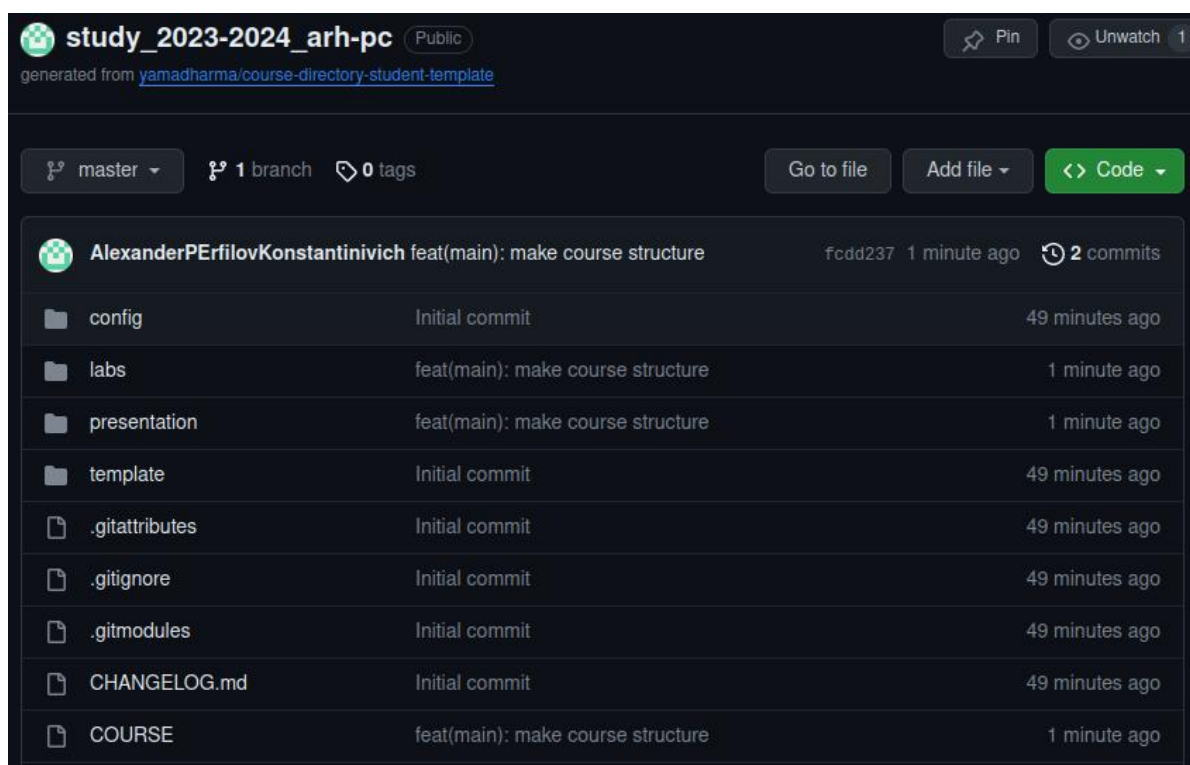 study_2023-2024_arh-pc Public Pin Unwatch 1
generated from yamadharma/course-directory-student-template
master 1 branch 0 tags Go to file Add file <> Code
AlexanderPErfilovKonstantinivich feat(main): make course structure fcdd237 1 minute ago 2 commits
config Initial commit 49 minutes ago
labs feat(main): make course structure 1 minute ago
presentation feat(main): make course structure 1 minute ago
template Initial commit 49 minutes ago
.gitattributes Initial commit 49 minutes ago
.gitignore Initial commit 49 minutes ago
.gitmodules Initial commit 49 minutes ago
CHANGELOG.md Initial commit 49 minutes ago
COURSE feat(main): make course structure 1 minute ago